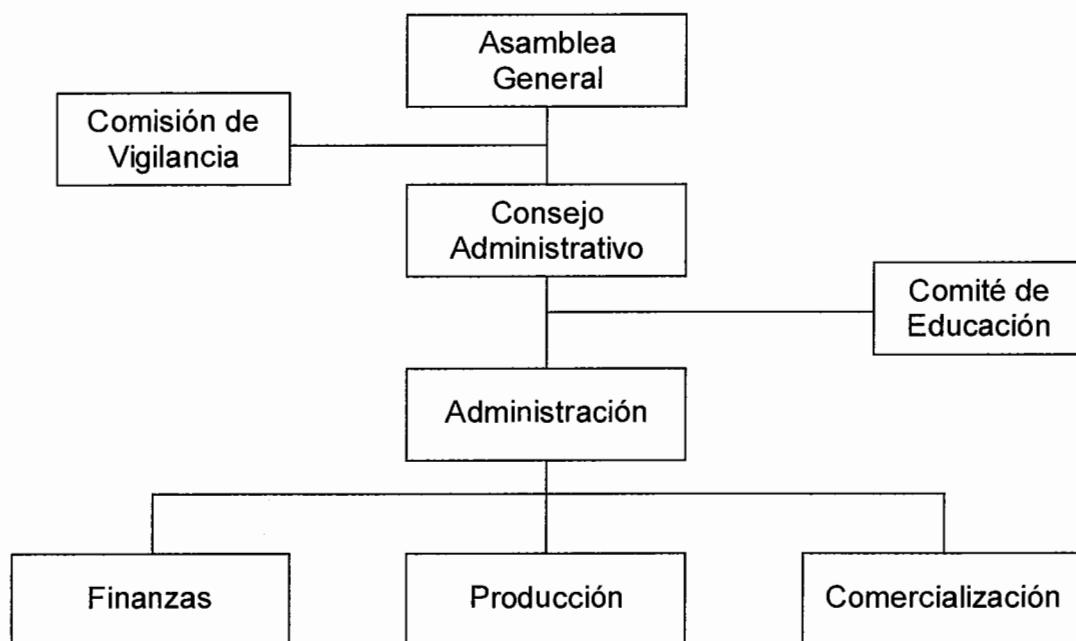 Asamblea
General
Comisión de
Vigilancia
Consejo
Administrativo
Comité de
Educación
Administración
Finanzas
Producción
Comercialización